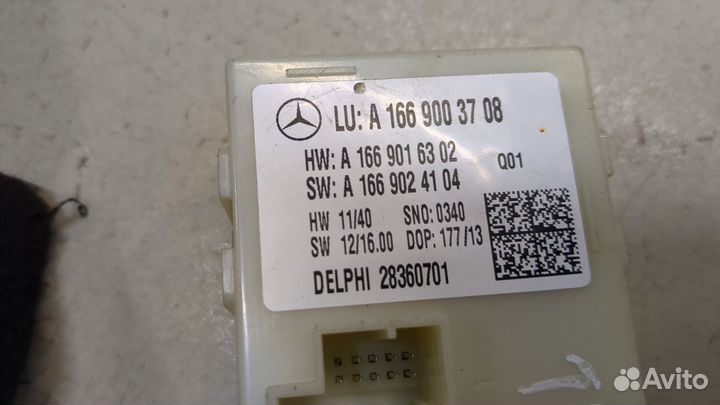 LU: A 166 900 37 08
HW: A 166 901 63 02
Q01
SW: A 166 902 41 04
HW 11/40 SNO: 0340
SW 12/16.00 DOP: 177/13
DELPHI 28360701
Avito